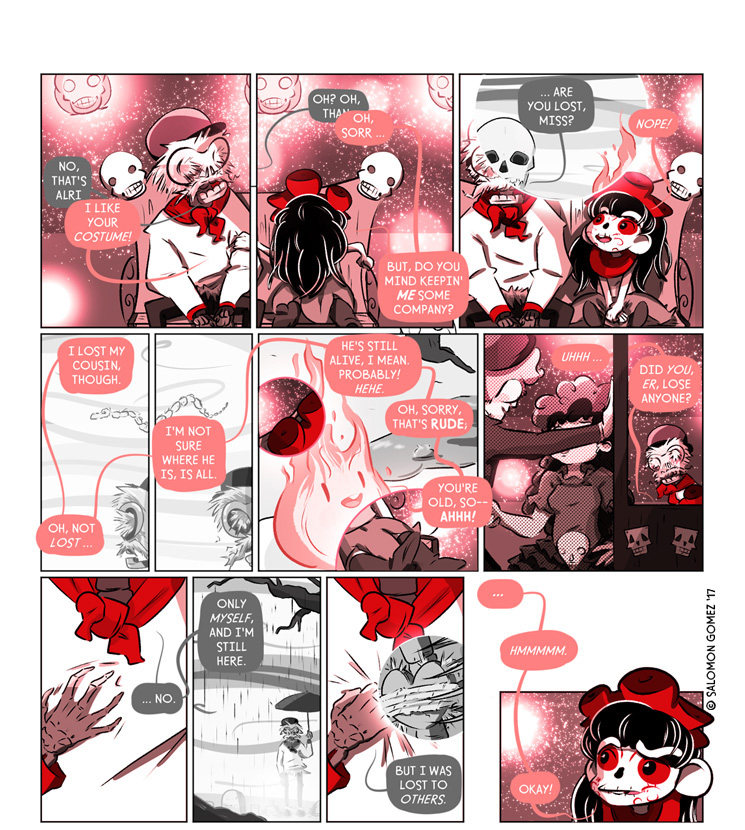 NO,
THAT'S
ALRI
I LIKE
YOUR
COSTUME!
OH? OH,
THAN
OH,
SORR ...
BUT, DO YOU
MIND KEEPIN'
ME SOME
COMPANY?
... ARE
YOU LOST,
MISS?
NOPE!
I LOST MY
COUSIN,
THOUGH.
OH, NOT
LOST ...
I'M NOT
SURE
WHERE HE
IS, IS ALL.
HE'S STILL
ALIVE, I MEAN.
PROBABLY!
HEHE.
OH, SORRY,
THAT'S RUDE,
YOU'RE
OLD, SO--
AHHH!
UHHH ...
DID YOU,
ER, LOSE
ANYONE?
... NO.
ONLY
MYSELF,
AND I'M
STILL
HERE.
BUT I WAS
LOST TO
OTHERS.
...
HMMMMM.
OKAY!
© SALOMON GOMEZ '17